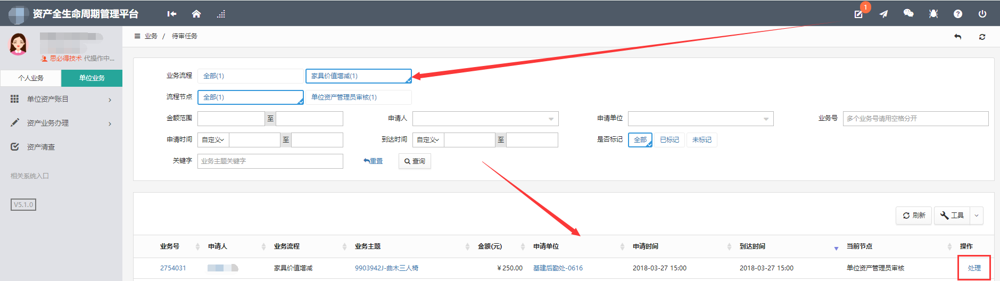 资产全生命周期管理平台
1
业务 / 待审任务
思必得技术 代操作中...
个人业务 单位业务
单位资产账目
资产业务办理
资产清查
相关系统入口
V5.1.0
业务流程 全部(1) 家具价值增减(1)
流程节点 全部(1) 单位资产管理员审核(1)
金额范围 至 申请人 申请单位 业务号 多个业务号请用空格分开
申请时间 自定义 至 到达时间 自定义 至 是否标记 全部 已标记 未标记
关键字 业务主题关键字 重置 查询
刷新 工具
业务号 申请人 业务流程 业务主题 金额(元) 申请单位 申请时间 到达时间 当前节点 操作
2754031 家具价值增减 9903942J-曲木三人椅 ¥250.00 基建后勤处-0616 2018-03-27 15:00 2018-03-27 15:00 单位资产管理员审核 处理